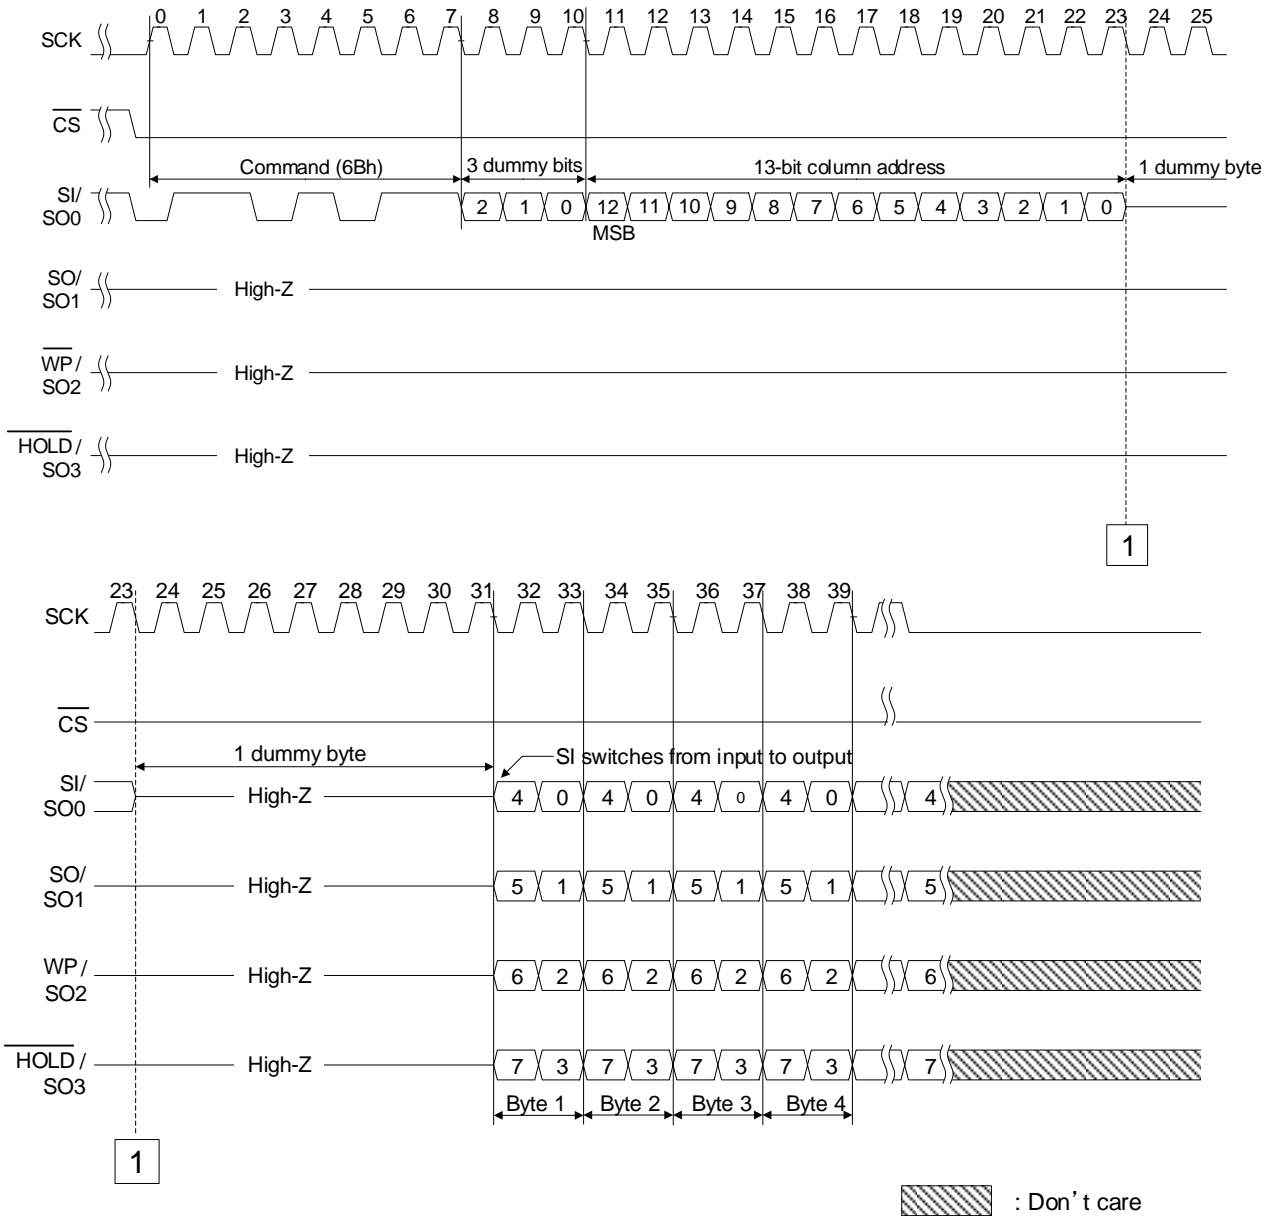 0 1 2 3 4 5 6 7 8 9 10 11 12 13 14 15 16 17 18 19 20 21 22 23 24 25
SCK
CS
Command (6Bh) 3 dummy bits 13-bit column address 1 dummy byte
SI/
SO0
2 1 0 12 11 10 9 8 7 6 5 4 3 2 1 0
MSB
SO/
SO1
High-Z
WP/
SO2
High-Z
HOLD/
SO3
High-Z
1
23 24 25 26 27 28 29 30 31 32 33 34 35 36 37 38 39
SCK
CS
1 dummy byte
SI switches from input to output
SI/
SO0
High-Z
4 0 4 0 4 0 4 0 4
SO/
SO1
High-Z
5 1 5 1 5 1 5 1 5
WP/
SO2
High-Z
6 2 6 2 6 2 6 2 6
HOLD/
SO3
High-Z
7 3 7 3 7 3 7 3 7
Byte 1 Byte 2 Byte 3 Byte 4
1
: Don't care